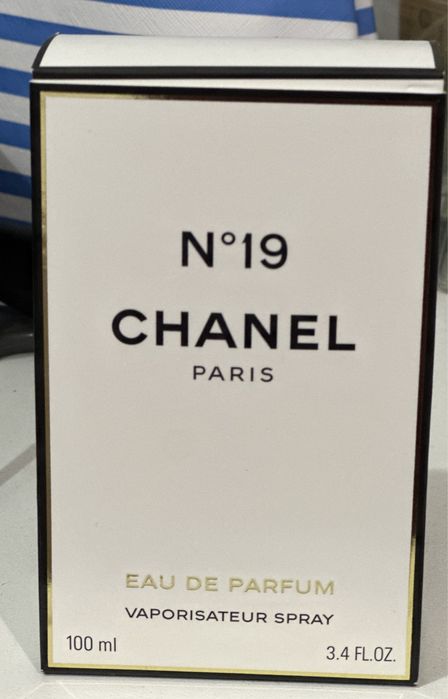 N°19
CHANEL
PARIS
EAU DE PARFUM
VAPORISATEUR SPRAY
100 ml 3.4 FL.OZ.